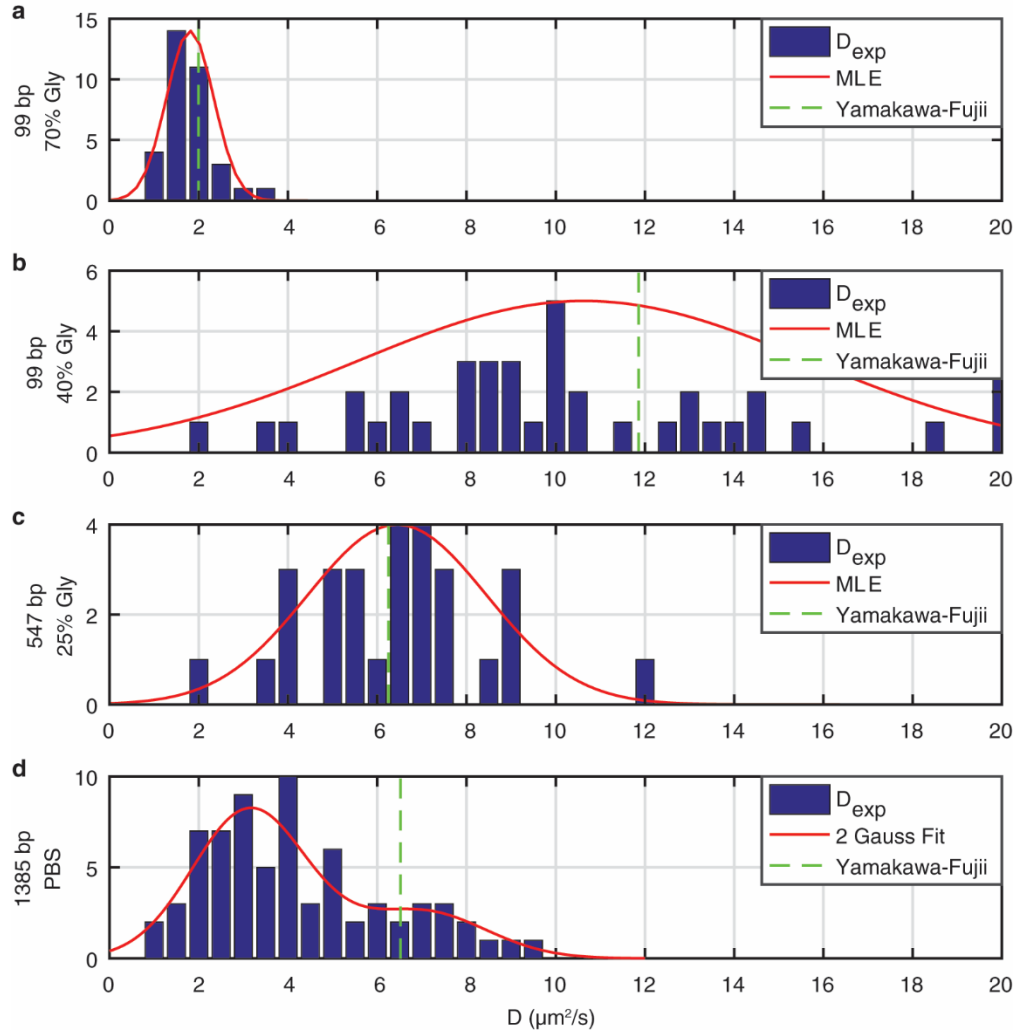 a
15
10
5
0
99 bp
70% Gly
D_exp
MLE
Yamakawa-Fujii
0 2 4 6 8 10 12 14 16 18 20
b
6
4
2
0
99 bp
40% Gly
D_exp
MLE
Yamakawa-Fujii
0 2 4 6 8 10 12 14 16 18 20
c
4
2
0
547 bp
25% Gly
D_exp
MLE
Yamakawa-Fujii
0 2 4 6 8 10 12 14 16 18 20
d
10
5
0
1385 bp
PBS
D_exp
2 Gauss Fit
Yamakawa-Fujii
0 2 4 6 8 10 12 14 16 18 20
D (μm²/s)